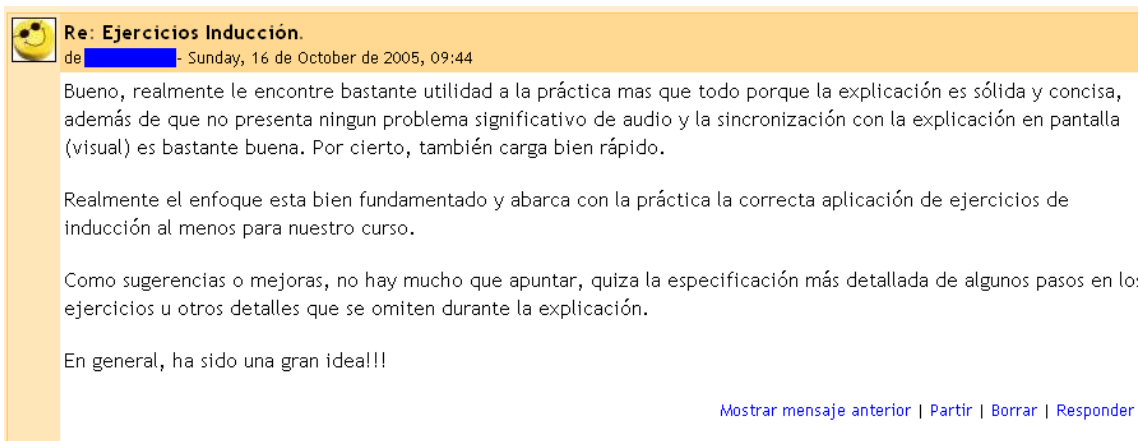 Re: Ejercicios Inducción.
de - Sunday, 16 de October de 2005, 09:44
Bueno, realmente le encontre bastante utilidad a la práctica mas que todo porque la explicación es sólida y concisa,
además de que no presenta ningun problema significativo de audio y la sincronización con la explicación en pantalla
(visual) es bastante buena. Por cierto, también carga bien rápido.
Realmente el enfoque esta bien fundamentado y abarca con la práctica la correcta aplicación de ejercicios de
inducción al menos para nuestro curso.
Como sugerencias o mejoras, no hay mucho que apuntar, quiza la especificación más detallada de algunos pasos en los
ejercicios u otros detalles que se omiten durante la explicación.
En general, ha sido una gran idea!!!
Mostrar mensaje anterior | Partir | Borrar | Responder